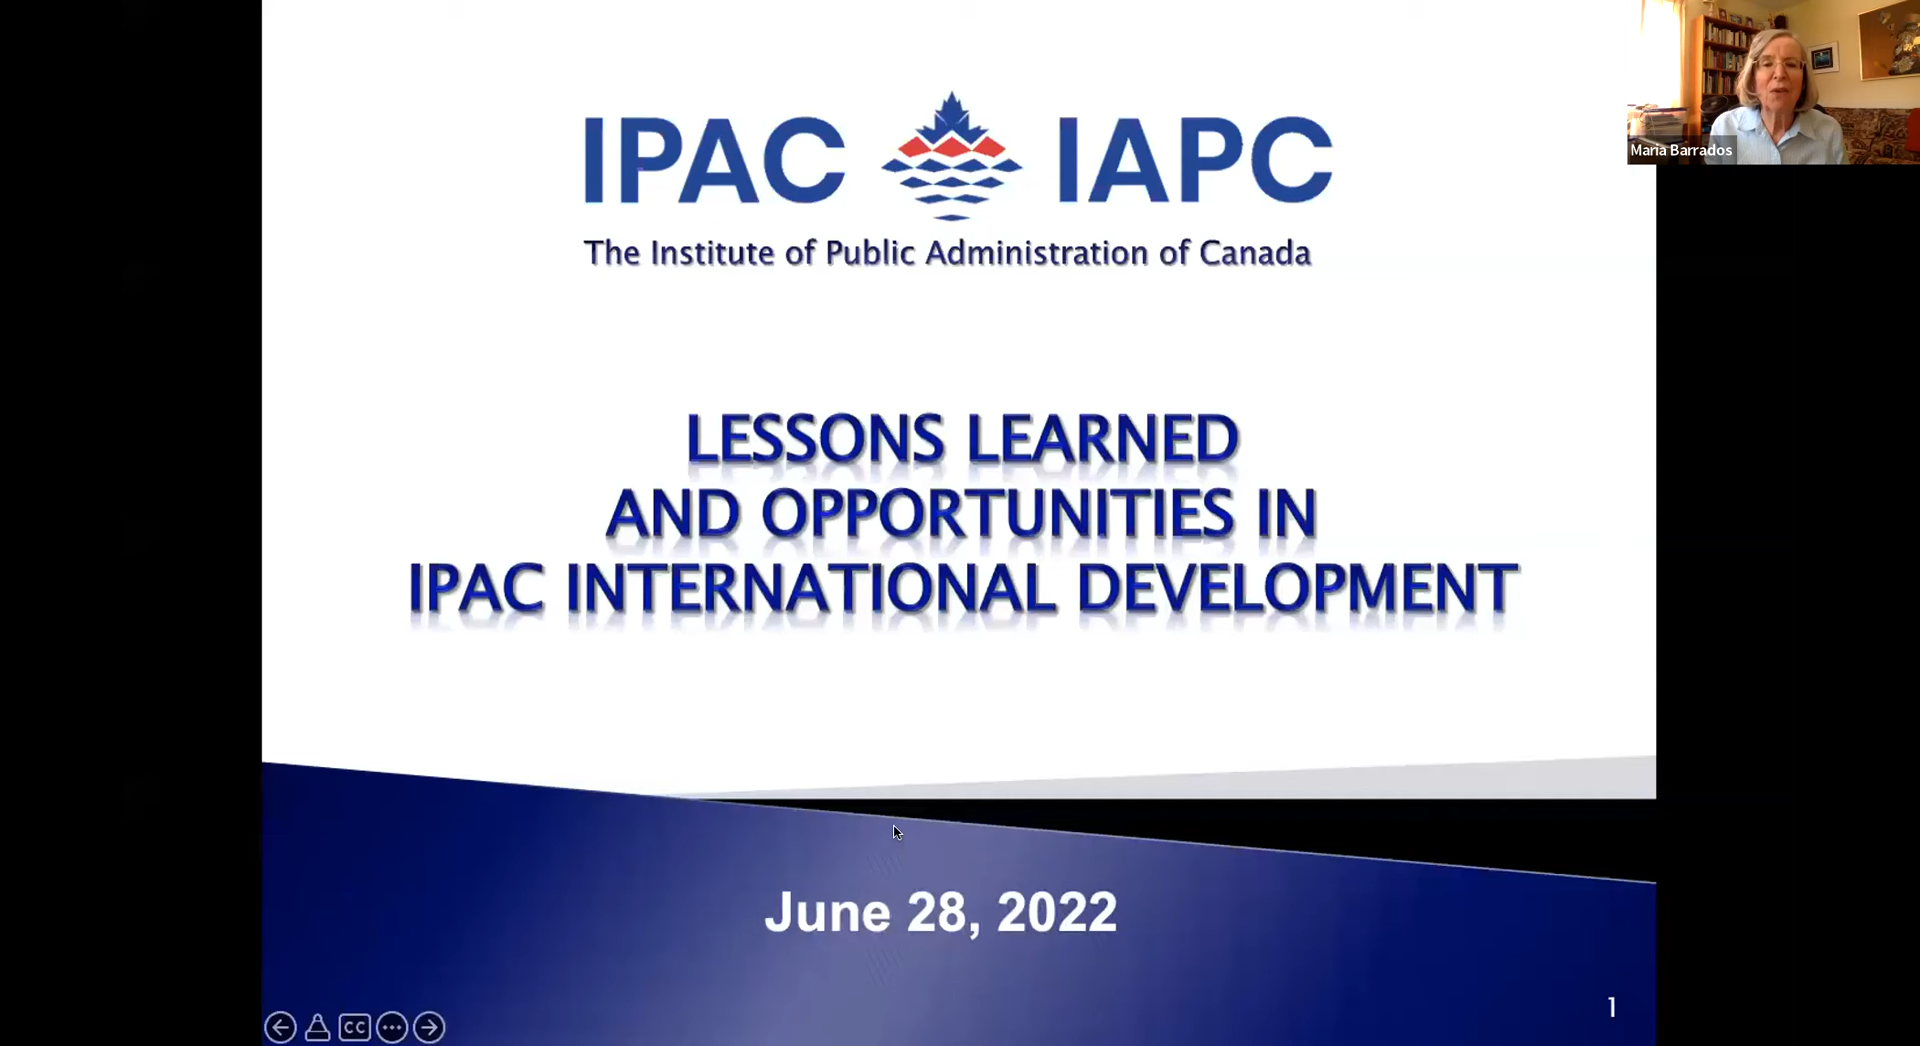 IPAC IAPC
The Institute of Public Administration of Canada
Maria Barrados
LESSONS LEARNED
AND OPPORTUNITIES IN
IPAC INTERNATIONAL DEVELOPMENT
June 28, 2022
1
CC